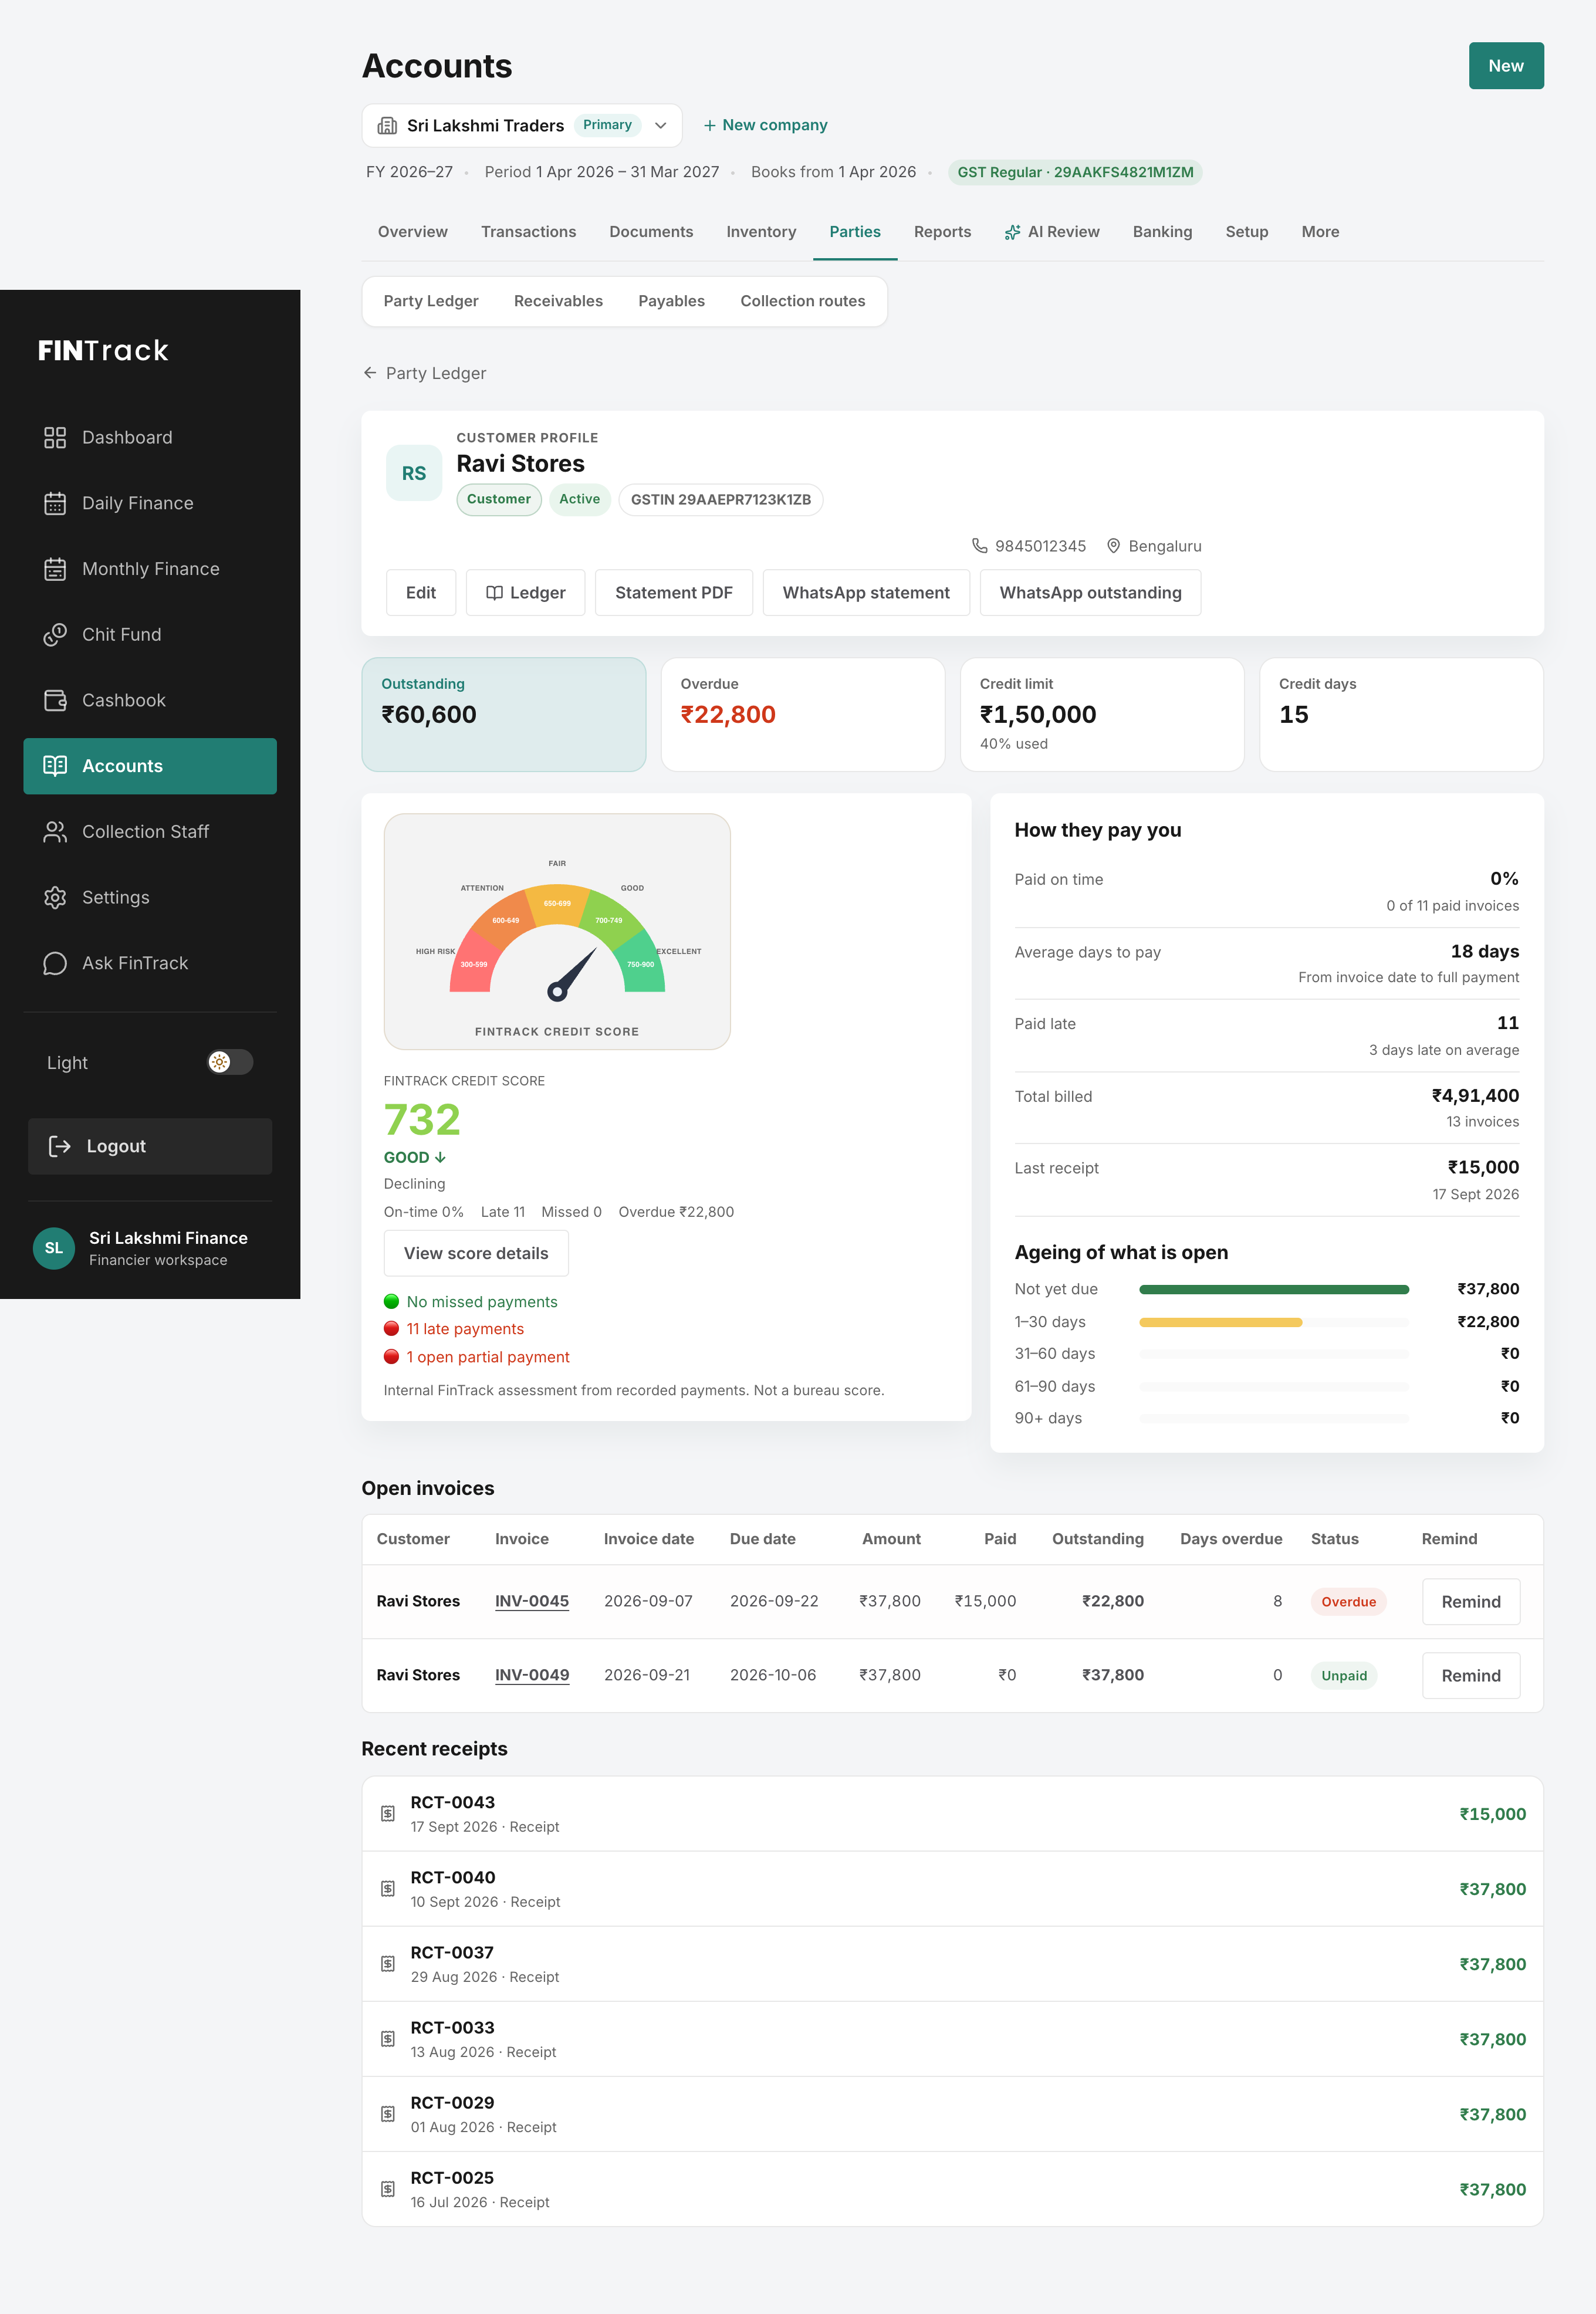 Accounts
New
Sri Lakshmi Traders Primary
+ New company
FY 2026–27 • Period 1 Apr 2026 – 31 Mar 2027 • Books from 1 Apr 2026 • GST Regular · 29AAKFS4821M1ZM
Overview Transactions Documents Inventory Parties Reports AI Review Banking Setup More
Party Ledger Receivables Payables Collection routes
FINTrack
Dashboard
Daily Finance
Monthly Finance
Chit Fund
Cashbook
Accounts
Collection Staff
Settings
Ask FinTrack
Light
Logout
SL
Sri Lakshmi Finance
Financier workspace
← Party Ledger
RS
CUSTOMER PROFILE
Ravi Stores
Customer Active GSTIN 29AAEPR7123K1ZB
9845012345 Bengaluru
Edit Ledger Statement PDF WhatsApp statement WhatsApp outstanding
Outstanding
₹60,600
Overdue
₹22,800
Credit limit
₹1,50,000
40% used
Credit days
15
FAIR
ATTENTION GOOD
HIGH RISK EXCELLENT
650-699
600-649 700-749
300-599 750-900
FINTRACK CREDIT SCORE
FINTRACK CREDIT SCORE
732
GOOD ↓
Declining
On-time 0% Late 11 Missed 0 Overdue ₹22,800
View score details
No missed payments
11 late payments
1 open partial payment
Internal FinTrack assessment from recorded payments. Not a bureau score.
How they pay you
Paid on time 0%
0 of 11 paid invoices
Average days to pay 18 days
From invoice date to full payment
Paid late 11
3 days late on average
Total billed ₹4,91,400
13 invoices
Last receipt ₹15,000
17 Sept 2026
Ageing of what is open
Not yet due ₹37,800
1–30 days ₹22,800
31–60 days ₹0
61–90 days ₹0
90+ days ₹0
Open invoices
Customer Invoice Invoice date Due date Amount Paid Outstanding Days overdue Status Remind
Ravi Stores INV-0045 2026-09-07 2026-09-22 ₹37,800 ₹15,000 ₹22,800 8 Overdue Remind
Ravi Stores INV-0049 2026-09-21 2026-10-06 ₹37,800 ₹0 ₹37,800 0 Unpaid Remind
Recent receipts
RCT-0043 ₹15,000
17 Sept 2026 · Receipt
RCT-0040 ₹37,800
10 Sept 2026 · Receipt
RCT-0037 ₹37,800
29 Aug 2026 · Receipt
RCT-0033 ₹37,800
13 Aug 2026 · Receipt
RCT-0029 ₹37,800
01 Aug 2026 · Receipt
RCT-0025 ₹37,800
16 Jul 2026 · Receipt